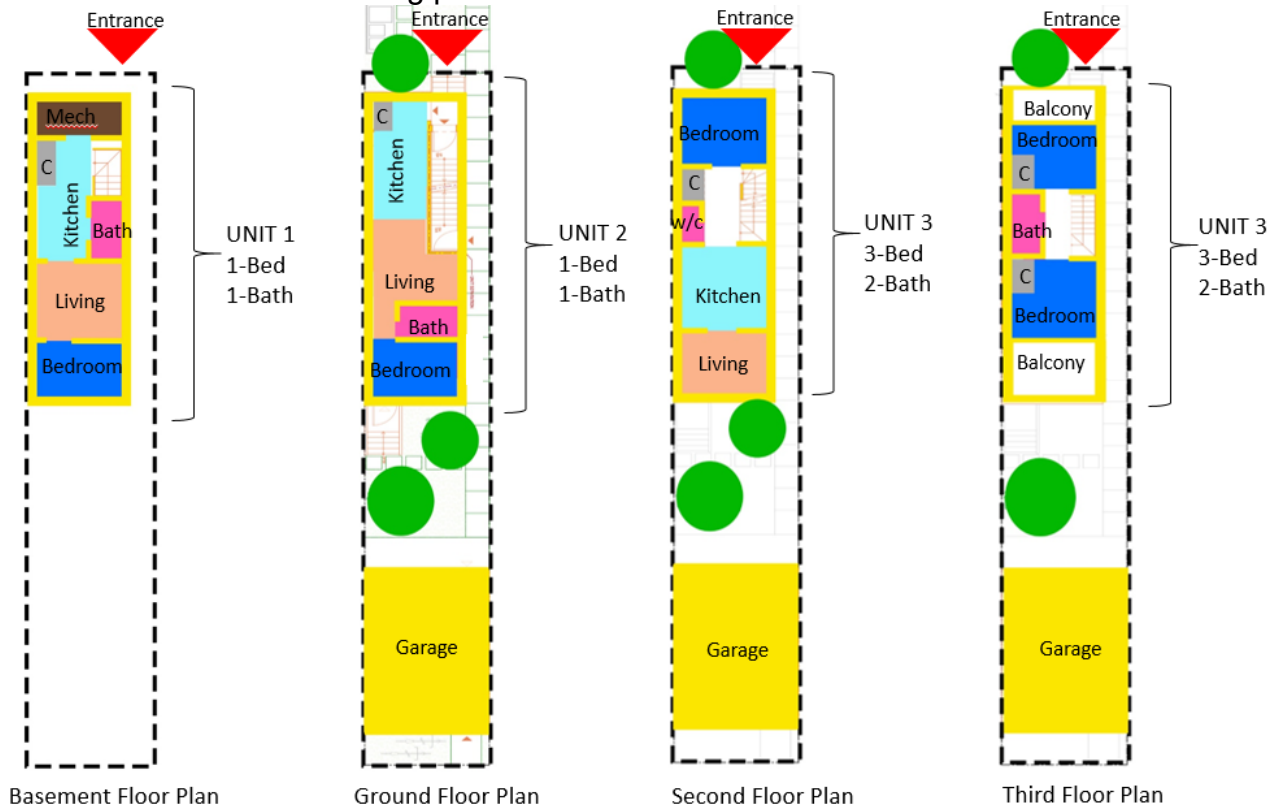 Entrance
Mech
C
Kitchen
Bath
Living
Bedroom
UNIT 1
1-Bed
1-Bath
Basement Floor Plan
Entrance
C
Kitchen
Living
Bath
Bedroom
UNIT 2
1-Bed
1-Bath
Garage
Ground Floor Plan
Entrance
Bedroom
C
w/c
Kitchen
Living
UNIT 3
3-Bed
2-Bath
Garage
Second Floor Plan
Entrance
Balcony
Bedroom
C
Bath
C
Bedroom
Balcony
UNIT 3
3-Bed
2-Bath
Garage
Third Floor Plan